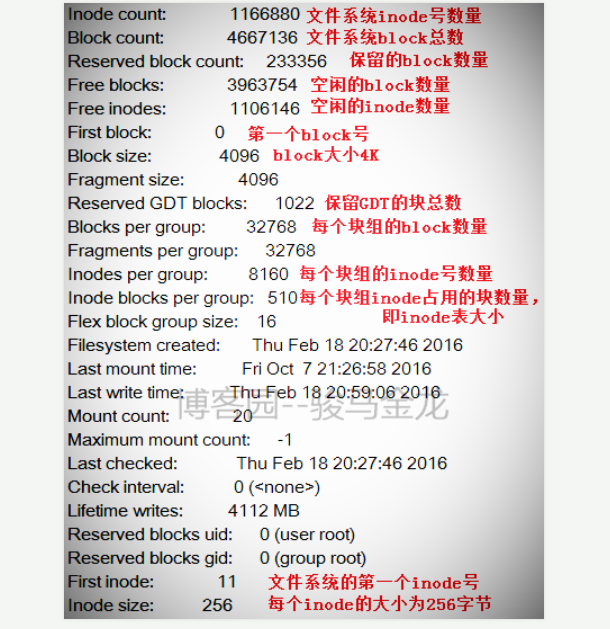 Inode count: 1166880 文件系统inode号数量
Block count: 4667136 文件系统block总数
Reserved block count: 233356 保留的block数量
Free blocks: 3963754 空闲的block数量
Free inodes: 1106146 空闲的inode数量
First block: 0 第一个block号
Block size: 4096 block大小4K
Fragment size: 4096
Reserved GDT blocks: 1022 保留GDT的块总数
Blocks per group: 32768 每个块组的block数量
Fragments per group: 32768
Inodes per group: 8160 每个块组的inode号数量
Inode blocks per group: 510 每个块组inode占用的块数量，
即inode表大小
Flex block group size: 16
Filesystem created: Thu Feb 18 20:27:46 2016
Last mount time: Fri Oct 7 21:26:58 2016
Last write time: Thu Feb 18 20:59:06 2016
博客园--骏马金龙
Mount count: 20
Maximum mount count: -1
Last checked: Thu Feb 18 20:27:46 2016
Check interval: 0 (<none>)
Lifetime writes: 4112 MB
Reserved blocks uid: 0 (user root)
Reserved blocks gid: 0 (group root)
First inode: 11 文件系统的第一个inode号
Inode size: 256 每个inode的大小为256字节